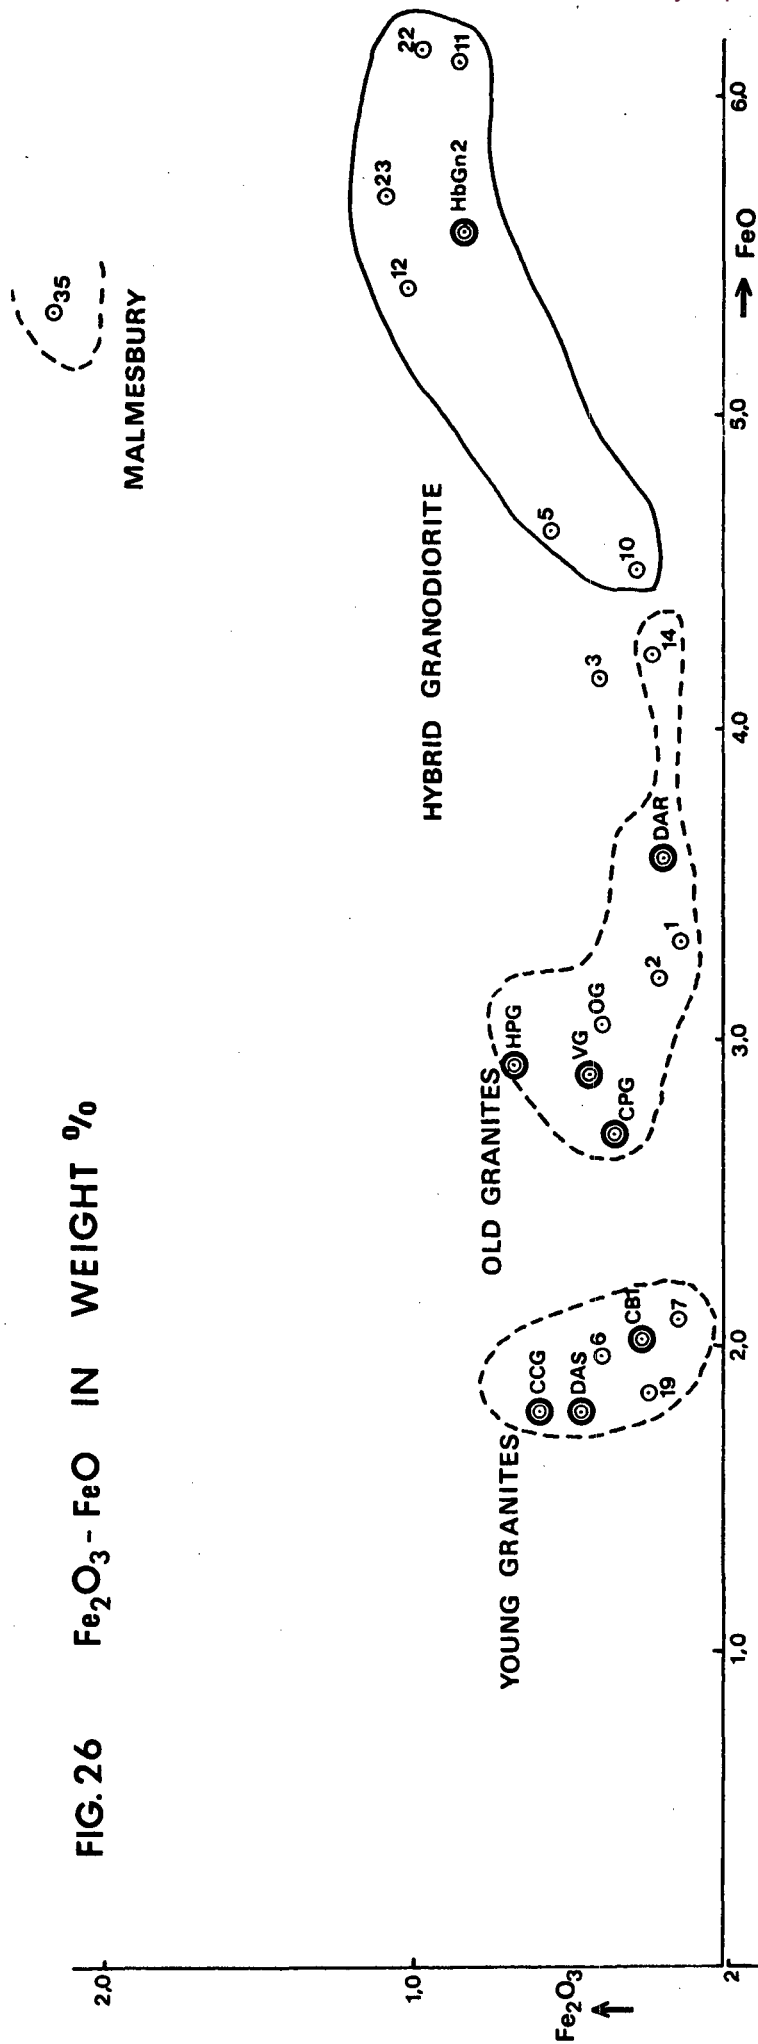 FIG. 26 Fe₂O₃ - FeO IN WEIGHT %
MALMESBURY
35
HYBRID GRANODIORITE
22
11
23
12
HbGn2
5
10
3
14
OLD GRANITES
HPG
VG
OG
CPG
2
1
DAR
YOUNG GRANITES
CCG
DAS
6
CBI
19
7
2,0
1,0
Fe₂O₃
2
1,0
2,0
3,0
4,0
5,0
6,0
→ FeO